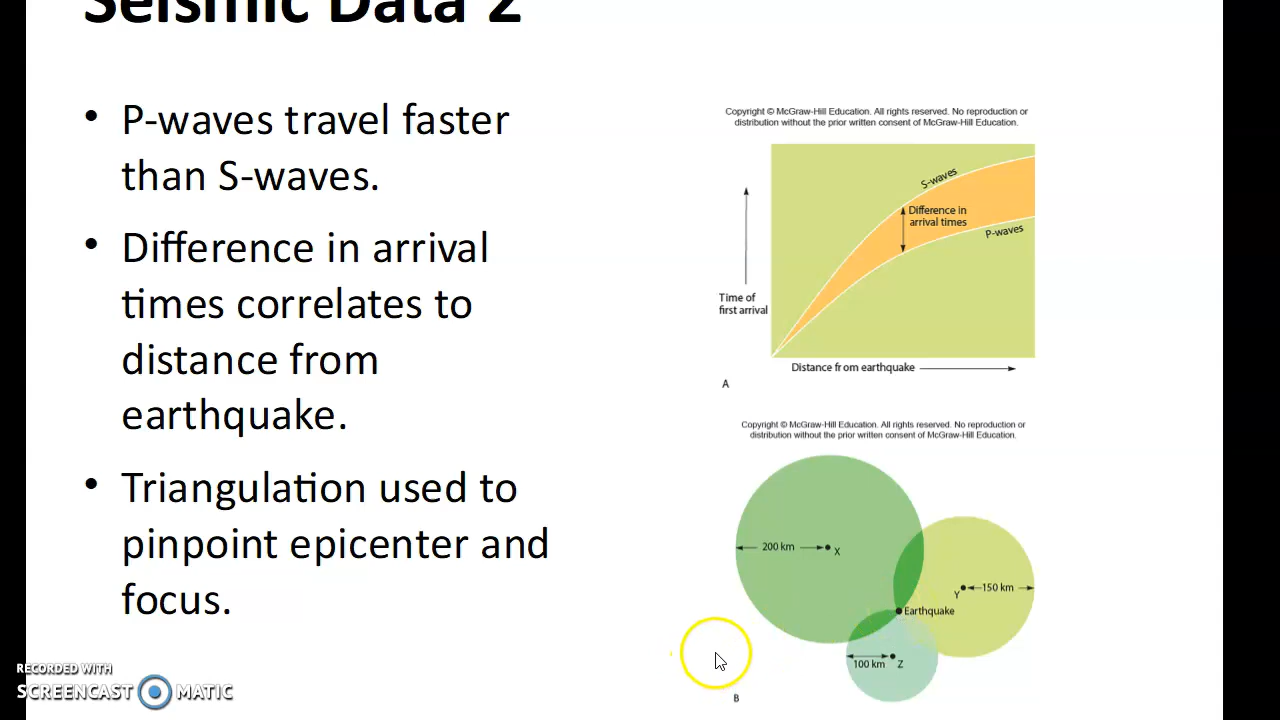 Seismic Data 2
• P-waves travel faster
than S-waves.
• Difference in arrival
times correlates to
distance from
earthquake.
• Triangulation used to
pinpoint epicenter and
focus.
Copyright © McGraw-Hill Education. All rights reserved. No reproduction or
distribution without the prior written consent of McGraw-Hill Education.
S-waves
Difference in
arrival times
P-waves
Time of
first arrival
Distance from earthquake
A
Copyright © McGraw-Hill Education. All rights reserved. No reproduction or
distribution without the prior written consent of McGraw-Hill Education.
200 km
X
Y
150 km
Earthquake
100 km
Z
B
RECORDED WITH
SCREENCAST MATIC